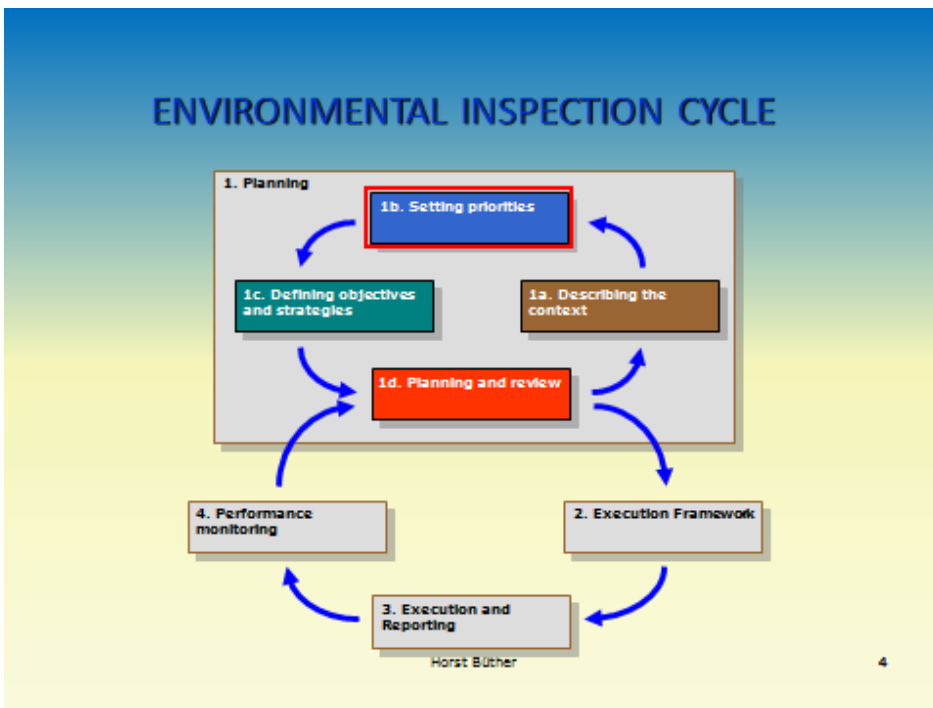 ENVIRONMENTAL INSPECTION CYCLE
1. Planning
1b. Setting priorities
1c. Defining objectives
and strategies
1a. Describing the
context
1d. Planning and review
4. Performance
monitoring
2. Execution Framework
3. Execution and
Reporting
Horst Büther
4